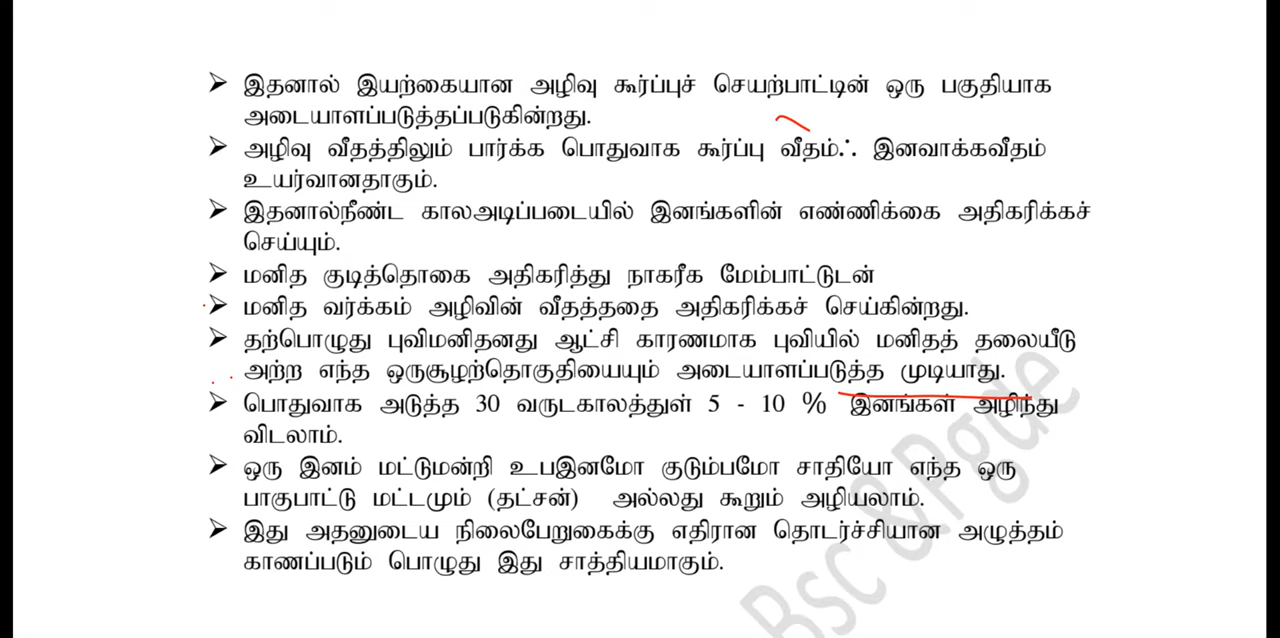 ➢ இதனால் இயற்கையான அழிவு கூர்ப்புச் செயற்பாட்டின் ஒரு பகுதியாக
அடையாளப்படுத்தப்படுகின்றது.
➢ அழிவு வீதத்திலும் பார்க்க பொதுவாக கூர்ப்பு வீதம்ஃ இனவாக்கவீதம்
உயர்வானதாகும்.
➢ இதனால்நீண்ட காலஅடிப்படையில் இனங்களின் எண்ணிக்கை அதிகரிக்கச்
செய்யும்.
➢ மனித குடித்தொகை அதிகரித்து நாகரீக மேம்பாட்டுடன்
➢ மனித வர்க்கம் அழிவின் வீதத்ததை அதிகரிக்கச் செய்கின்றது.
➢ தற்பொழுது புவிமனிதனது ஆட்சி காரணமாக புவியில் மனிதத் தலையீடு
அற்ற எந்த ஒருசூழற்தொகுதியையும் அடையாளப்படுத்த முடியாது.
➢ பொதுவாக அடுத்த 30 வருடகாலத்துள் 5 - 10 % இனங்கள் அழிந்து
விடலாம்.
➢ ஒரு இனம் மட்டுமன்றி உபஇனமோ குடும்பமோ சாதியோ எந்த ஒரு
பாகுபாட்டு மட்டமும் (தட்சன்) அல்லது கூறும் அழியலாம்.
➢ இது அதனுடைய நிலைபேறுகைக்கு எதிரான தொடர்ச்சியான அழுத்தம்
காணப்படும் பொழுது இது சாத்தியமாகும்.
Bsc &Pgde